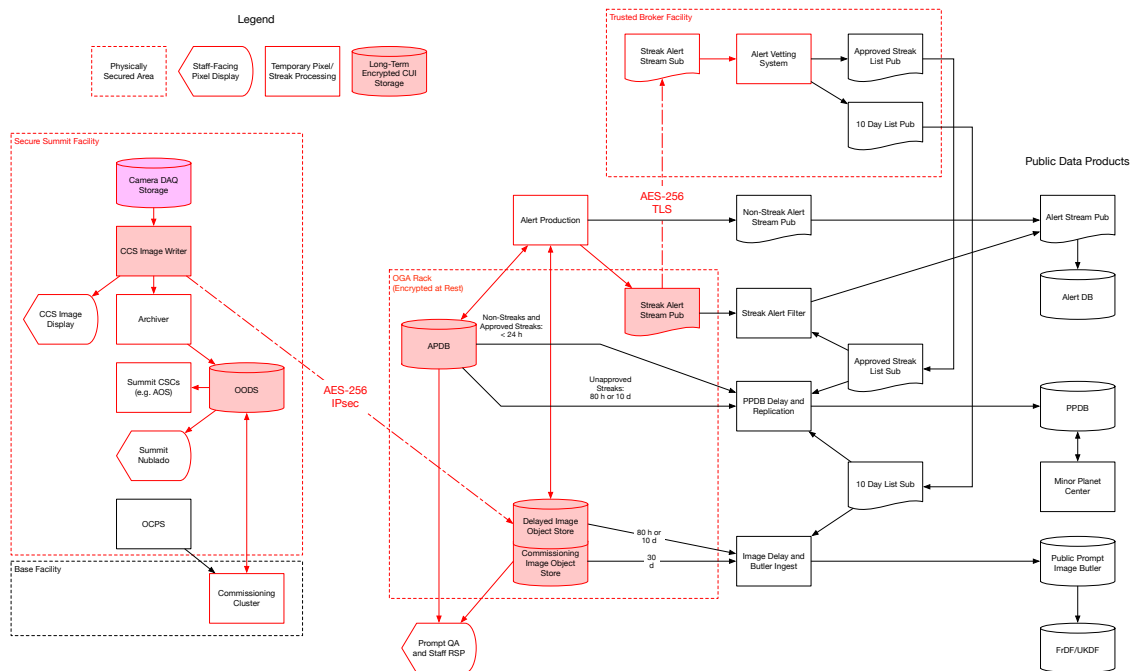 Legend
Physically
Secured Area
Staff-Facing
Pixel Display
Temporary Pixel/
Streak Processing
Long-Term
Encrypted CUI
Storage
Trusted Broker Facility
Streak Alert
Stream Sub
Alert Vetting
System
Approved Streak
List Pub
10 Day List Pub
Secure Summit Facility
Camera DAQ
Storage
CCS Image Writer
CCS Image
Display
Archiver
Summit CSCs
(e.g. AOS)
OODS
Summit
Nublado
OCPS
Base Facility
Commissioning
Cluster
AES-256
IPsec
AES-256
TLS
Alert Production
OGA Rack
(Encrypted at Rest)
Non-Streaks and
Approved Streaks:
< 24 h
APDB
Streak Alert
Stream Pub
Unapproved
Streaks:
80 h or 10 d
Delayed Image
Object Store
Commissioning
Image Object
Store
80 h or
10 d
30
d
Prompt QA
and Staff RSP
Non-Streak Alert
Stream Pub
Streak Alert Filter
Approved Streak
List Sub
PPDB Delay and
Replication
10 Day List Sub
Image Delay and
Butler Ingest
Public Data Products
Alert Stream Pub
Alert DB
PPDB
Minor Planet
Center
Public Prompt
Image Butler
FrDF/UKDF